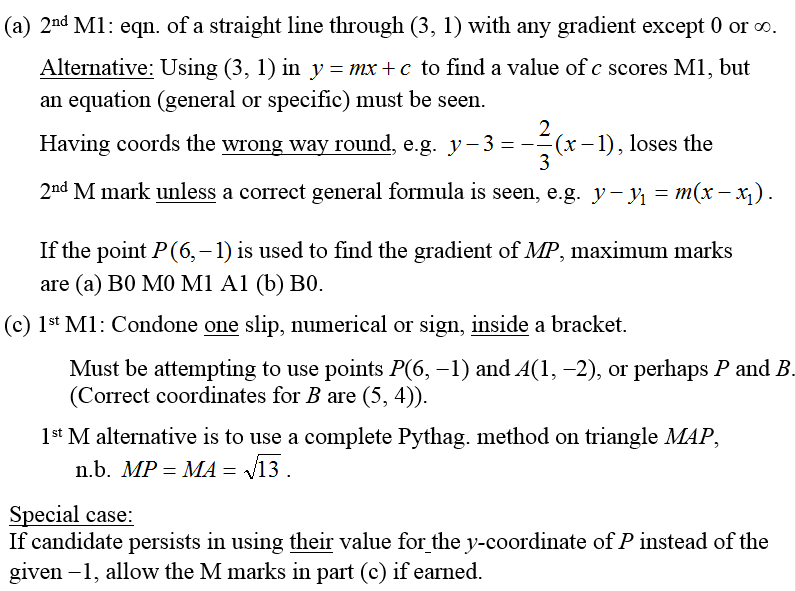 (a) 2nd M1: eqn. of a straight line through (3, 1) with any gradient except 0 or ∞.
Alternative: Using (3, 1) in y = mx + c to find a value of c scores M1, but
an equation (general or specific) must be seen.
Having coords the wrong way round, e.g. y − 3 = −2/3(x − 1), loses the
2nd M mark unless a correct general formula is seen, e.g. y − y₁ = m(x − x₁).
If the point P(6, −1) is used to find the gradient of MP, maximum marks
are (a) B0 M0 M1 A1 (b) B0.
(c) 1st M1: Condone one slip, numerical or sign, inside a bracket.
Must be attempting to use points P(6, −1) and A(1, −2), or perhaps P and B.
(Correct coordinates for B are (5, 4)).
1st M alternative is to use a complete Pythag. method on triangle MAP,
n.b. MP = MA = √13 .
Special case:
If candidate persists in using their value for the y-coordinate of P instead of the
given −1, allow the M marks in part (c) if earned.